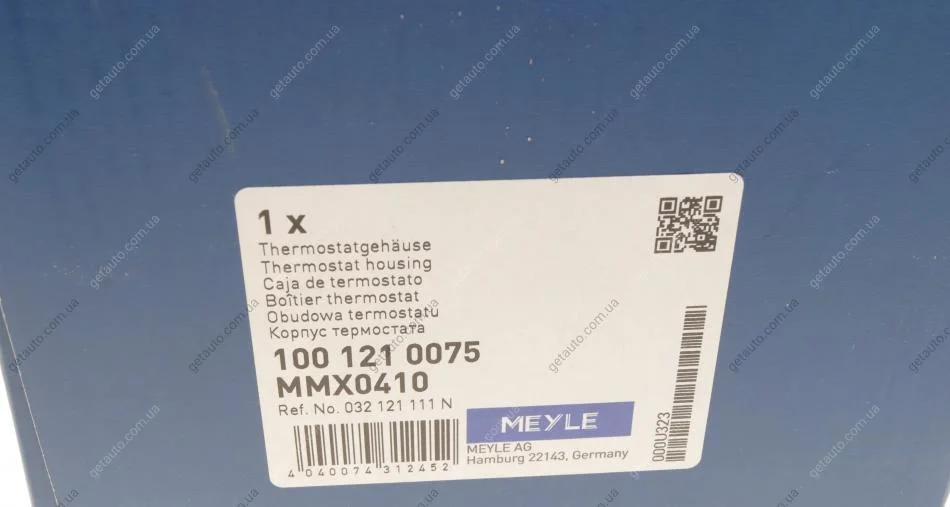 1 x
Thermostatgehäuse
Thermostat housing
Caja de termostato
Boîtier thermostat
Obudowa termostatu
Корпус термостата
100 121 0075
MMX0410
Ref. No. 032 121 111 N
MEYLE
MEYLE AG
Hamburg 22143, Germany
4 040074 312452
000U323
getauto.com.ua